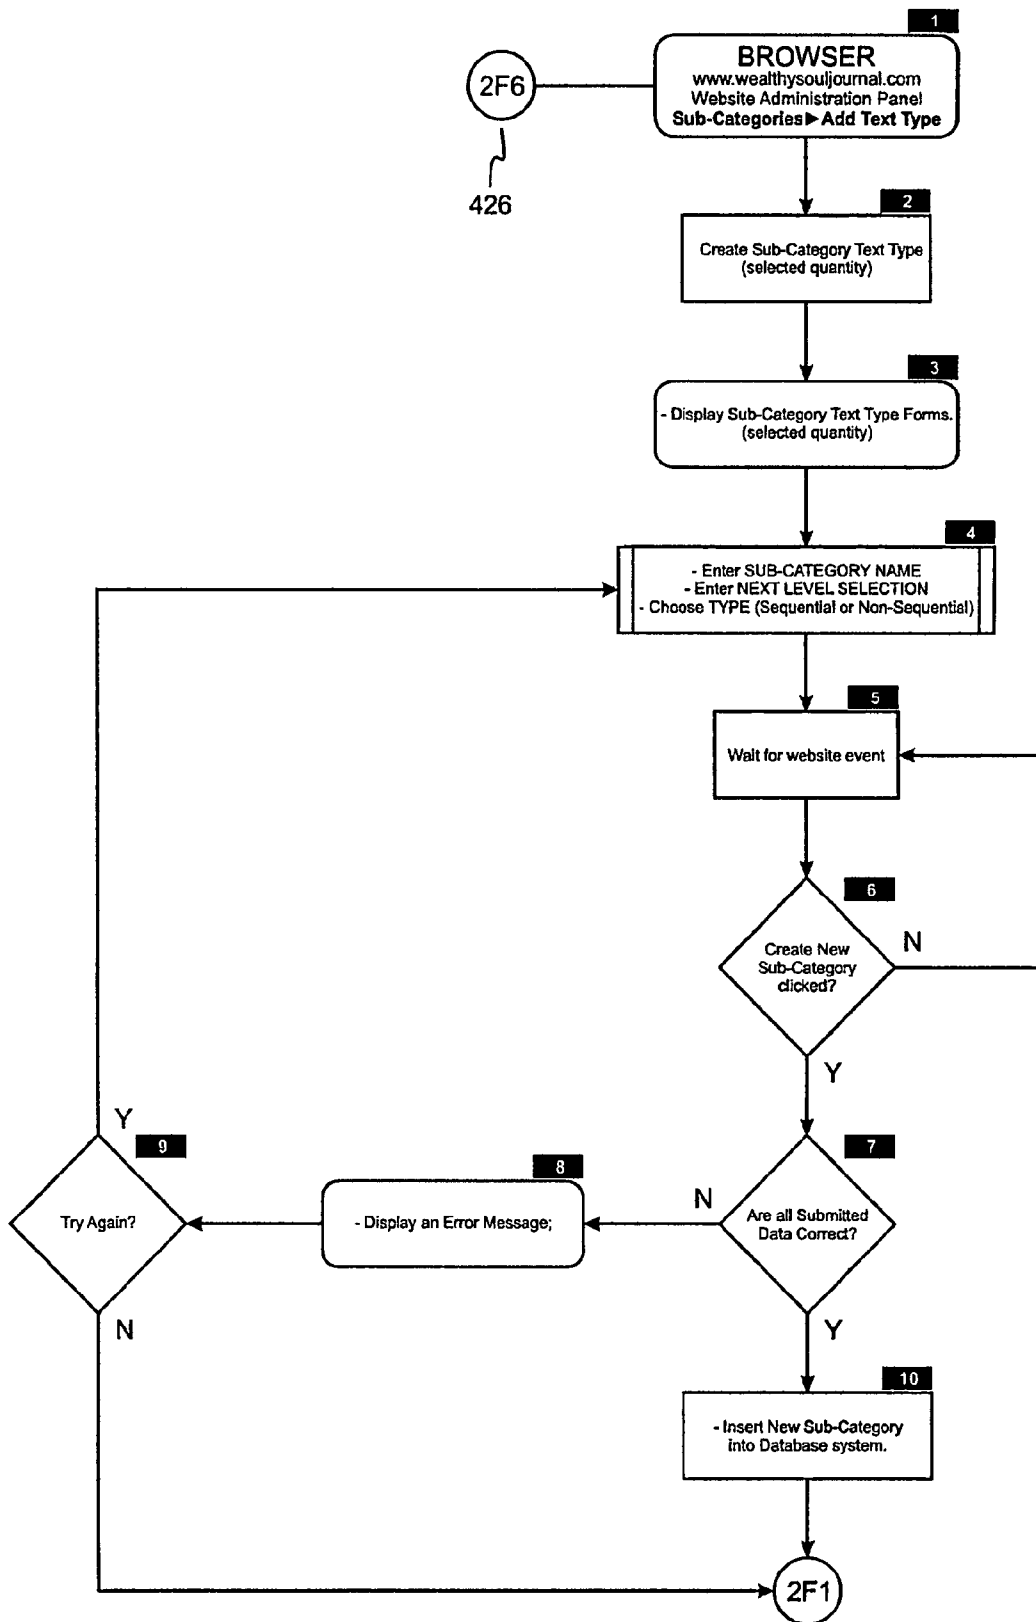 1
2F6
BROWSER
www.wealthysouljournal.com
Website Administration Panel
Sub-Categories►Add Text Type
426
2
Create Sub-Category Text Type
(selected quantity)
3
- Display Sub-Category Text Type Forms.
(selected quantity)
4
- Enter SUB-CATEGORY NAME
- Enter NEXT LEVEL SELECTION
- Choose TYPE (Sequential or Non-Sequential)
5
Wait for website event
6
Create New
Sub-Category
clicked?
N
Y
7
Are all Submitted
Data Correct?
N
Y
8
- Display an Error Message;
9
Try Again?
Y
N
10
- Insert New Sub-Category
into Database system.
2F1